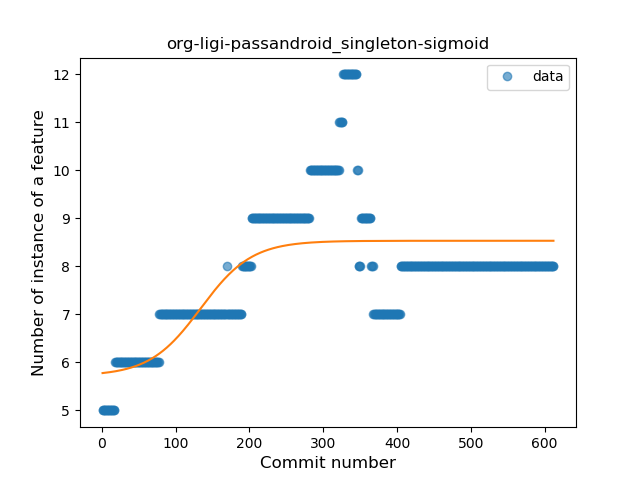 org-ligi-passandroid_singleton-sigmoid
data
Number of instance of a feature
12
11
10
9
8
7
6
5
0 100 200 300 400 500 600
Commit number